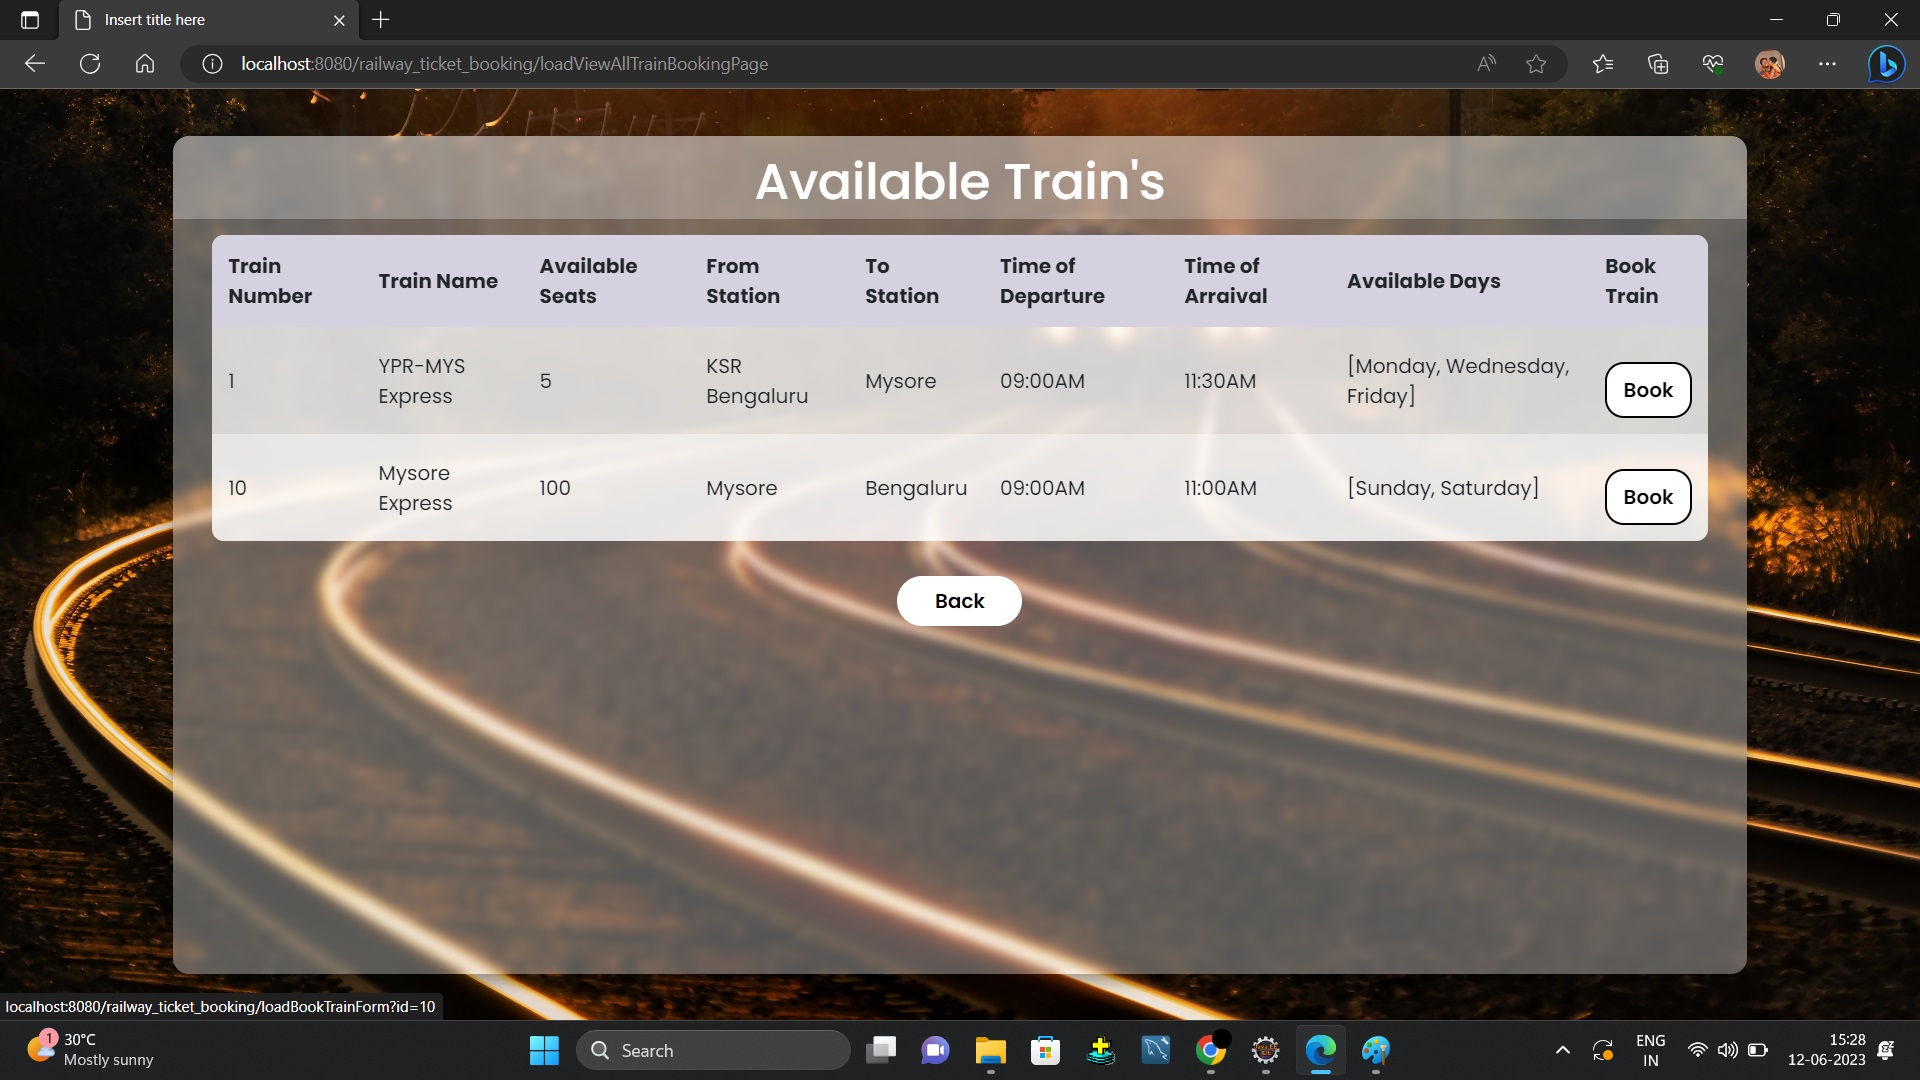 Insert title here
localhost:8080/railway_ticket_booking/loadViewAllTrainBookingPage
Available Train's
Train Number Train Name Available Seats From Station To Station Time of Departure Time of Arraival Available Days Book Train
1 YPR-MYS Express 5 KSR Bengaluru Mysore 09:00AM 11:30AM [Monday, Wednesday, Friday] Book
10 Mysore Express 100 Mysore Bengaluru 09:00AM 11:00AM [Sunday, Saturday] Book
Back
localhost:8080/railway_ticket_booking/loadBookTrainForm?id=10
1
30°C
Mostly sunny
Search
ENG
IN
15:28
12-06-2023